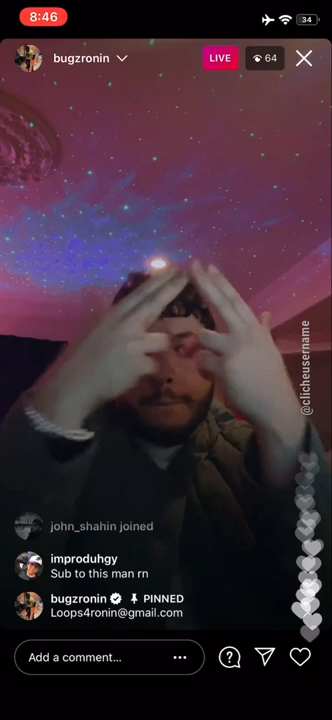 8:46
34
bugzronin
LIVE
64
@clicheusername
john_shahin joined
improduhgy
Sub to this man rn
bugzronin PINNED
Loops4ronin@gmail.com
Add a comment...